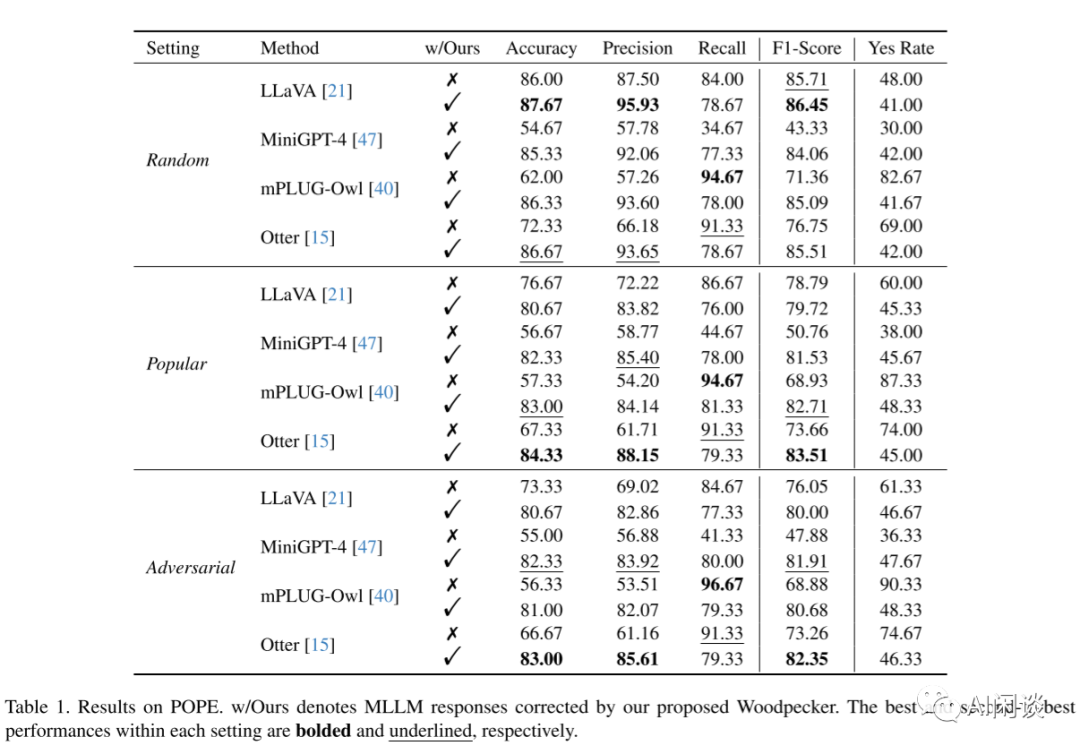 Setting Method w/Ours Accuracy Precision Recall F1-Score Yes Rate
Random LLaVA [21] ✗ 86.00 87.50 84.00 85.71 48.00
✓ 87.67 95.93 78.67 86.45 41.00
MiniGPT-4 [47] ✗ 54.67 57.78 34.67 43.33 30.00
✓ 85.33 92.06 77.33 84.06 42.00
mPLUG-Owl [40] ✗ 62.00 57.26 94.67 71.36 82.67
✓ 86.33 93.60 78.00 85.09 41.67
Otter [15] ✗ 72.33 66.18 91.33 76.75 69.00
✓ 86.67 93.65 78.67 85.51 42.00
Popular LLaVA [21] ✗ 76.67 72.22 86.67 78.79 60.00
✓ 80.67 83.82 76.00 79.72 45.33
MiniGPT-4 [47] ✗ 56.67 58.77 44.67 50.76 38.00
✓ 82.33 85.40 78.00 81.53 45.67
mPLUG-Owl [40] ✗ 57.33 54.20 94.67 68.93 87.33
✓ 83.00 84.14 81.33 82.71 48.33
Otter [15] ✗ 67.33 61.71 91.33 73.66 74.00
✓ 84.33 88.15 79.33 83.51 45.00
Adversarial LLaVA [21] ✗ 73.33 69.02 84.67 76.05 61.33
✓ 80.67 82.86 77.33 80.00 46.67
MiniGPT-4 [47] ✗ 55.00 56.88 41.33 47.88 36.33
✓ 82.33 83.92 80.00 81.91 47.67
mPLUG-Owl [40] ✗ 56.33 53.51 96.67 68.88 90.33
✓ 81.00 82.07 79.33 80.68 48.33
Otter [15] ✗ 66.67 61.16 91.33 73.26 74.67
✓ 83.00 85.61 79.33 82.35 46.33
Table 1. Results on POPE. w/Ours denotes MLLM responses corrected by our proposed Woodpecker. The best best
performances within each setting are bolded and underlined, respectively.
AI闲谈